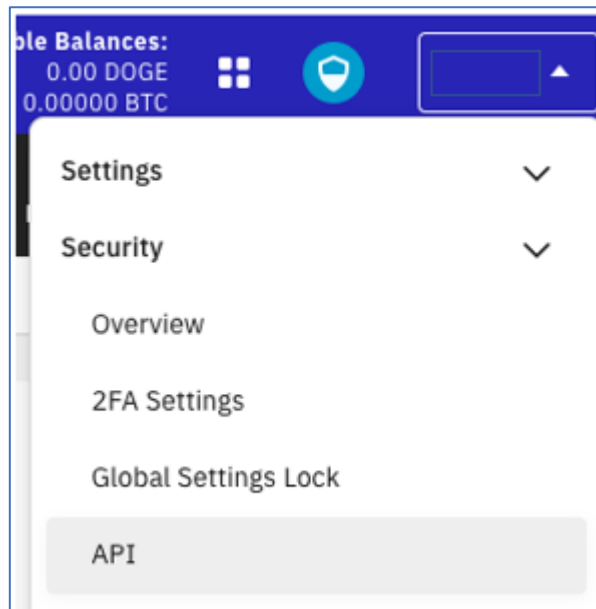 ble Balances:
0.00 DOGE
0.00000 BTC
Settings
Security
Overview
2FA Settings
Global Settings Lock
API